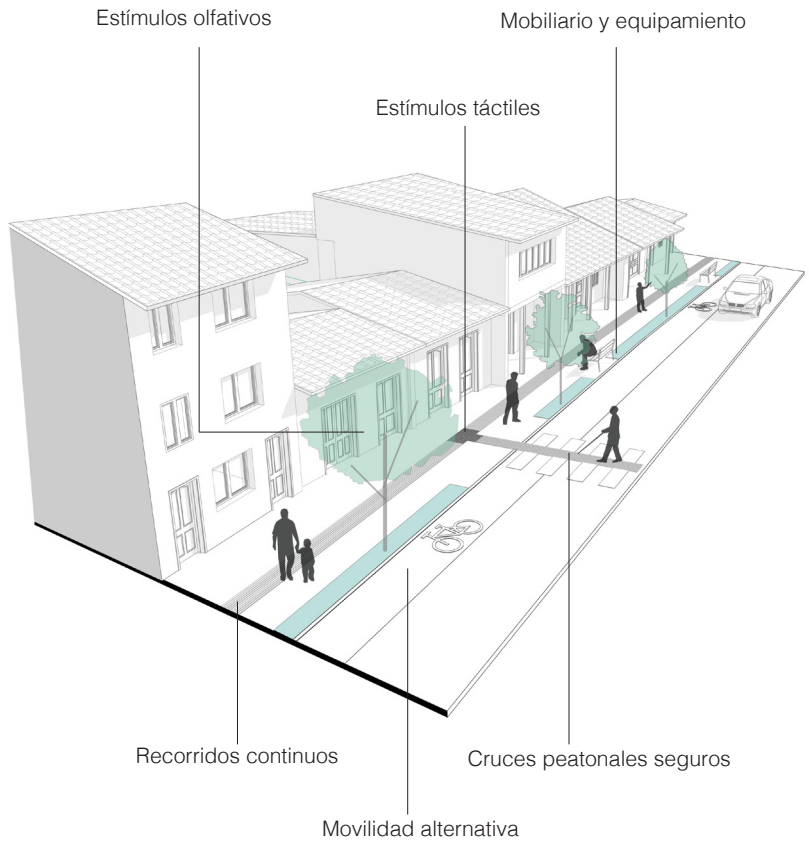 Estímulos olfativos
Mobiliario y equipamiento
Estímulos táctiles
Recorridos continuos
Cruces peatonales seguros
Movilidad alternativa